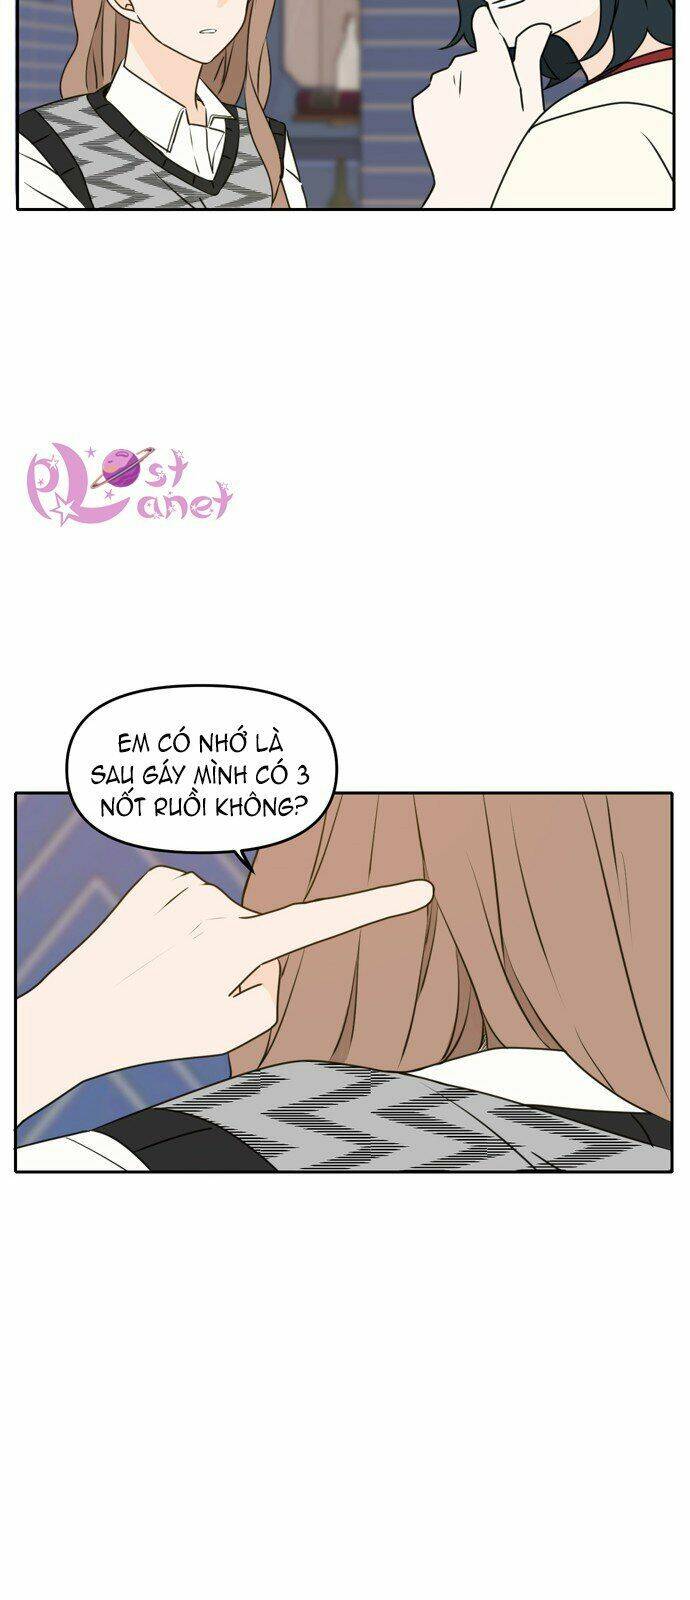 Lost
Planet
EM CÓ NHỚ LÀ
SAU GÁY MÌNH CÓ 3
NỐT RUỒI KHÔNG?